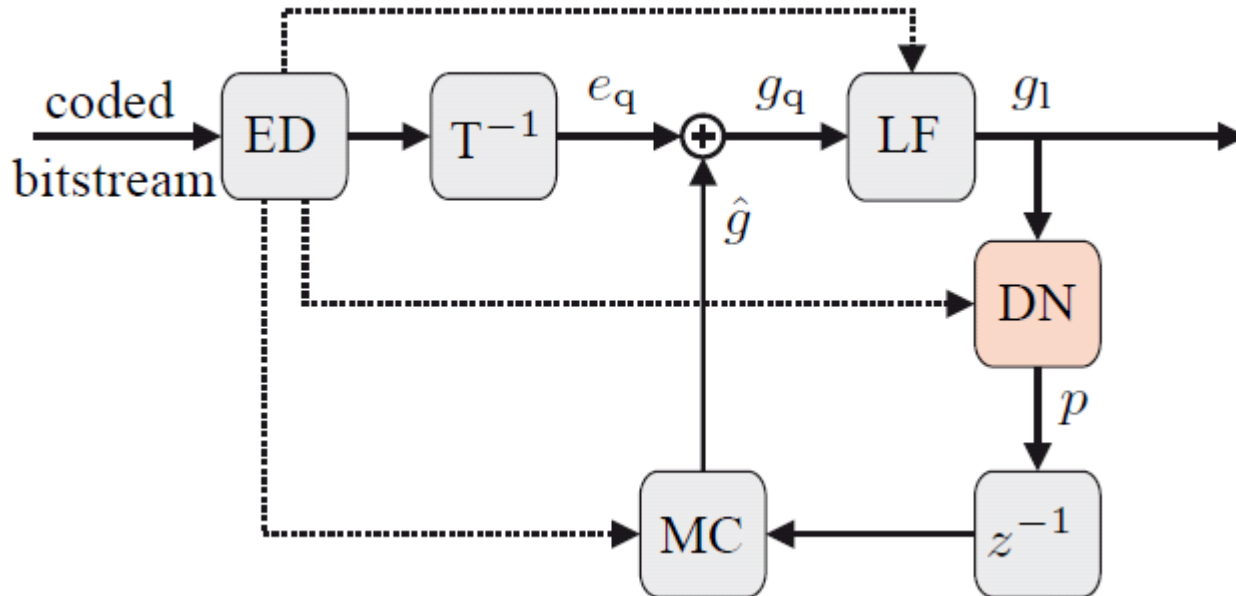 coded
bitstream
ED
T⁻¹
e_q
g_q
LF
g_l
ĝ
DN
p
MC
z⁻¹